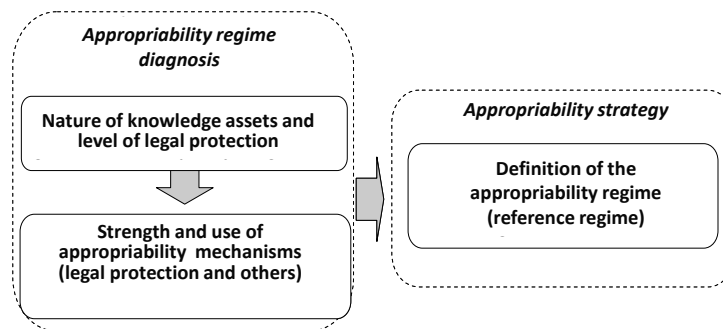 Appropriability regime
diagnosis
Nature of knowledge assets and
level of legal protection
Strength and use of
appropriability mechanisms
(legal protection and others)
Appropriability strategy
Definition of the
appropriability regime
(reference regime)